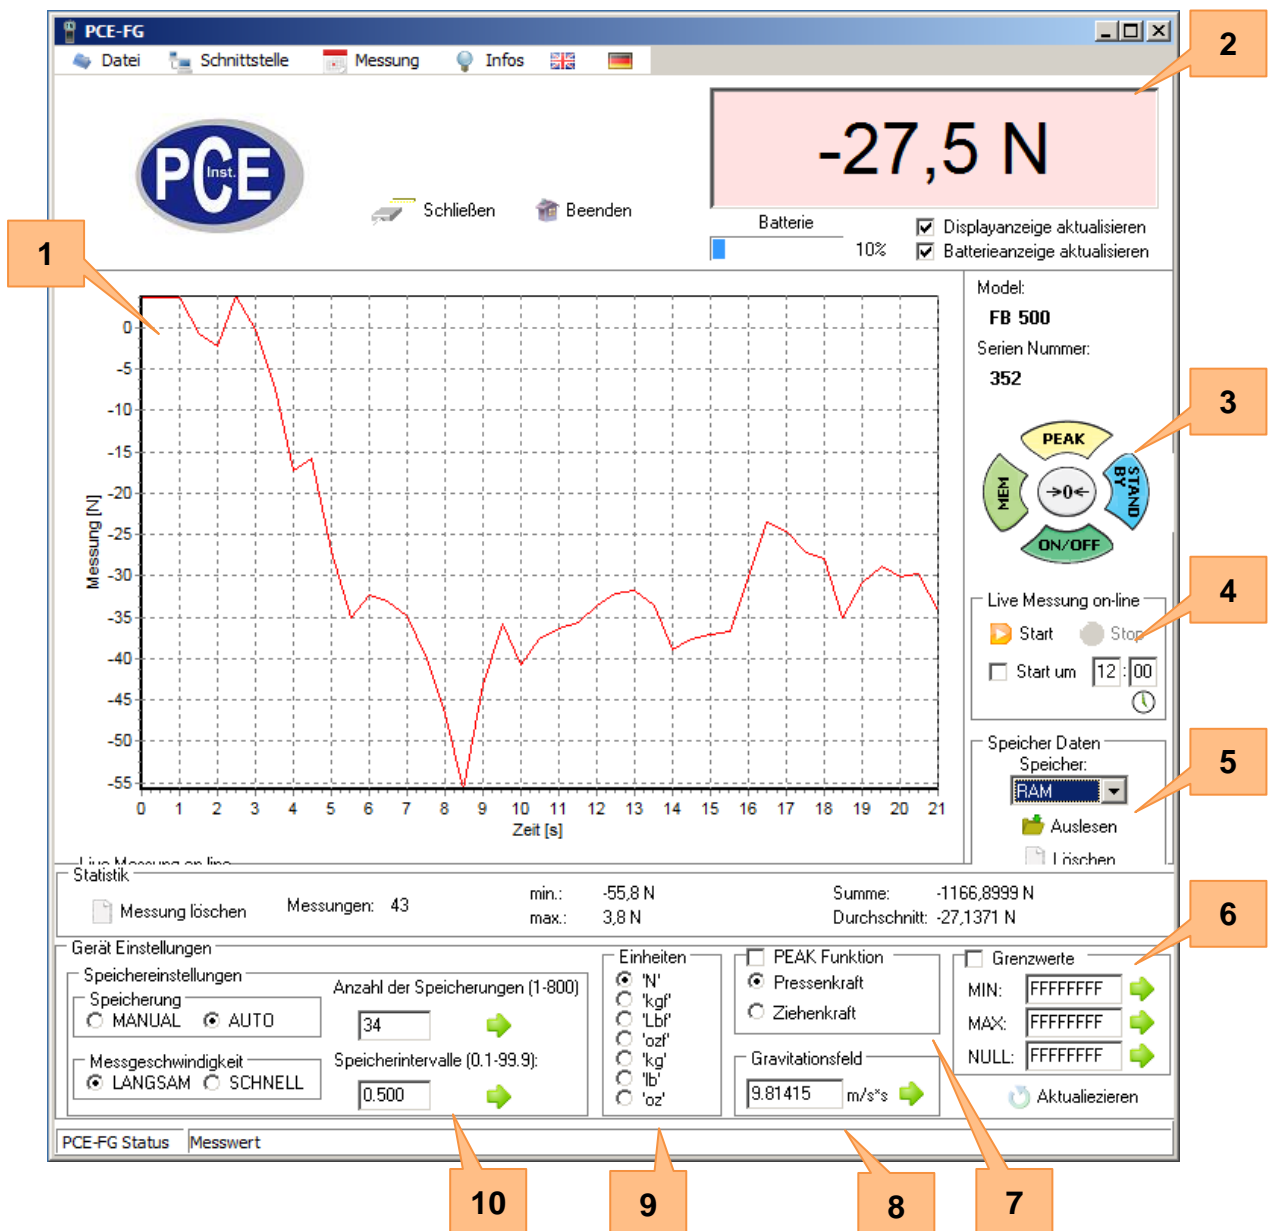 PCE-FG
Datei Schnittstelle Messung Infos
2
-27,5 N
PCE Inst.
Schließen Beenden
Batterie
10%
Displayanzeige aktualisieren
Batterieanzeige aktualisieren
1
Model:
FB 500
Serien Nummer:
352
3
PEAK
MEM
→0←
STAND BY
ON/OFF
0
-5
-10
-15
-20
-25
-30
-35
-40
-45
-50
-55
Messung [N]
0 1 2 3 4 5 6 7 8 9 10 11 12 13 14 15 16 17 18 19 20 21
Zeit [s]
Live Messung on-line
4
Start Stop
Start um 12 : 00
Speicher Daten
Speicher:
5
RAM
Auslesen
Löschen
Live Messung on-line
Statistik
Messung löschen Messungen: 43 min.: -55,8 N Summe: -1166,8999 N
max.: 3,8 N Durchschnitt: -27,1371 N
6
Gerät Einstellungen
Speichereinstellungen
Speicherung
MANUAL AUTO
Anzahl der Speicherungen (1-800)
34
Messgeschwindigkeit
LANGSAM SCHNELL
Speicherintervalle (0.1-99.9):
0.500
Einheiten
'N'
'kgf'
'Lbf'
'ozf'
'kg'
'lb'
'oz'
PEAK Funktion
Pressenkraft
Ziehenkraft
Gravitationsfeld
9.81415 m/s*s
Grenzwerte
MIN: FFFFFFFF
MAX: FFFFFFFF
NULL: FFFFFFFF
Aktualiezieren
PCE-FG Status Messwert
10
9
8
7